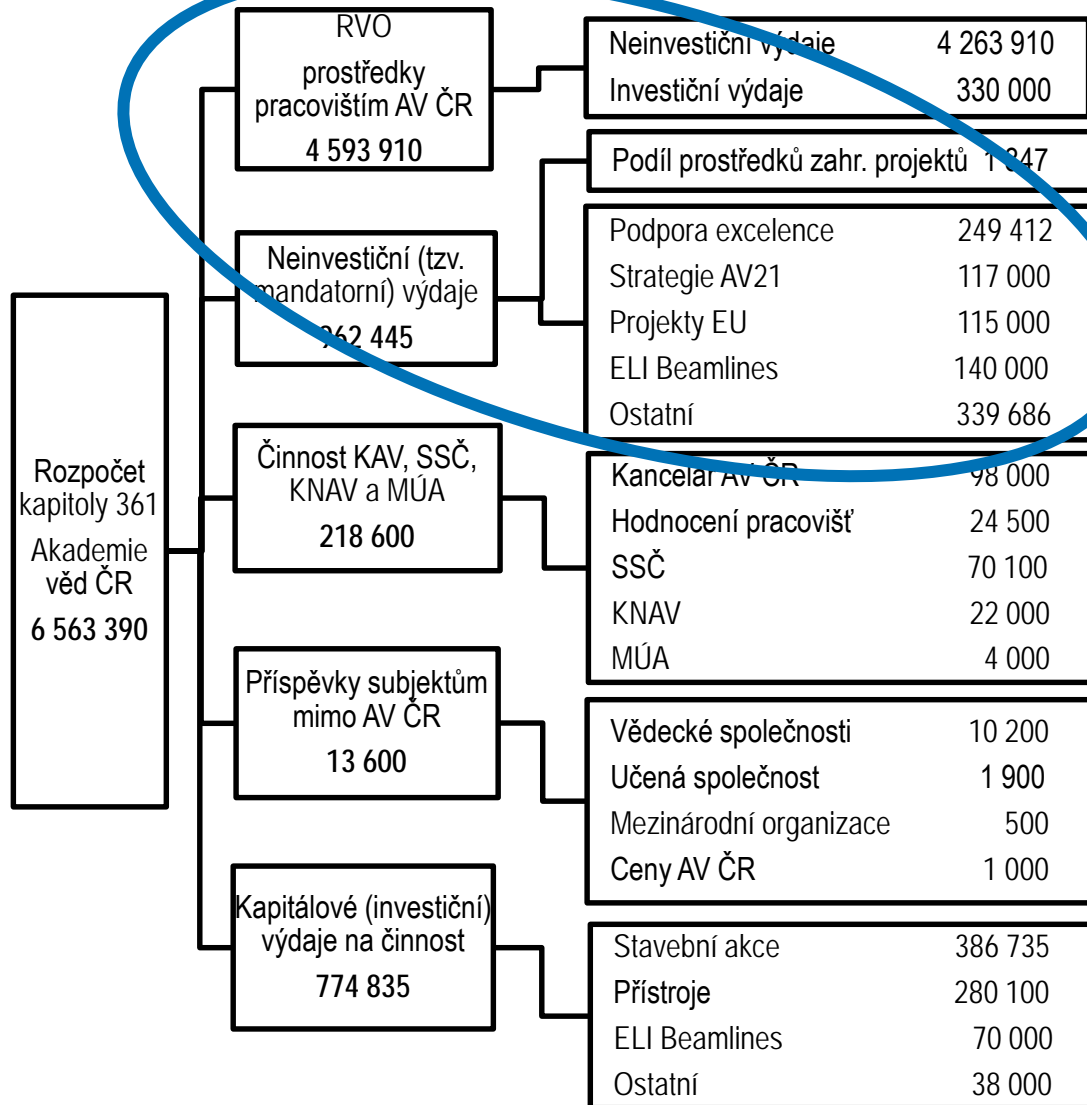 Rozpočet
kapitoly 361
Akademie
věd ČR
6 563 390
RVO
prostředky
pracovištím AV ČR
4 593 910
Neinvestiční výdaje 4 263 910
Investiční výdaje 330 000
Neinvestiční (tzv.
mandatorní) výdaje
962 445
Podíl prostředků zahr. projektů 1 347
Podpora excelence 249 412
Strategie AV21 117 000
Projekty EU 115 000
ELI Beamlines 140 000
Ostatní 339 686
Činnost KAV, SSČ,
KNAV a MÚA
218 600
Kancelář AV ČR 98 000
Hodnocení pracovišť 24 500
SSČ 70 100
KNAV 22 000
MÚA 4 000
Příspěvky subjektům
mimo AV ČR
13 600
Vědecké společnosti 10 200
Učená společnost 1 900
Mezinárodní organizace 500
Ceny AV ČR 1 000
Kapitálové (investiční)
výdaje na činnost
774 835
Stavební akce 386 735
Přístroje 280 100
ELI Beamlines 70 000
Ostatní 38 000